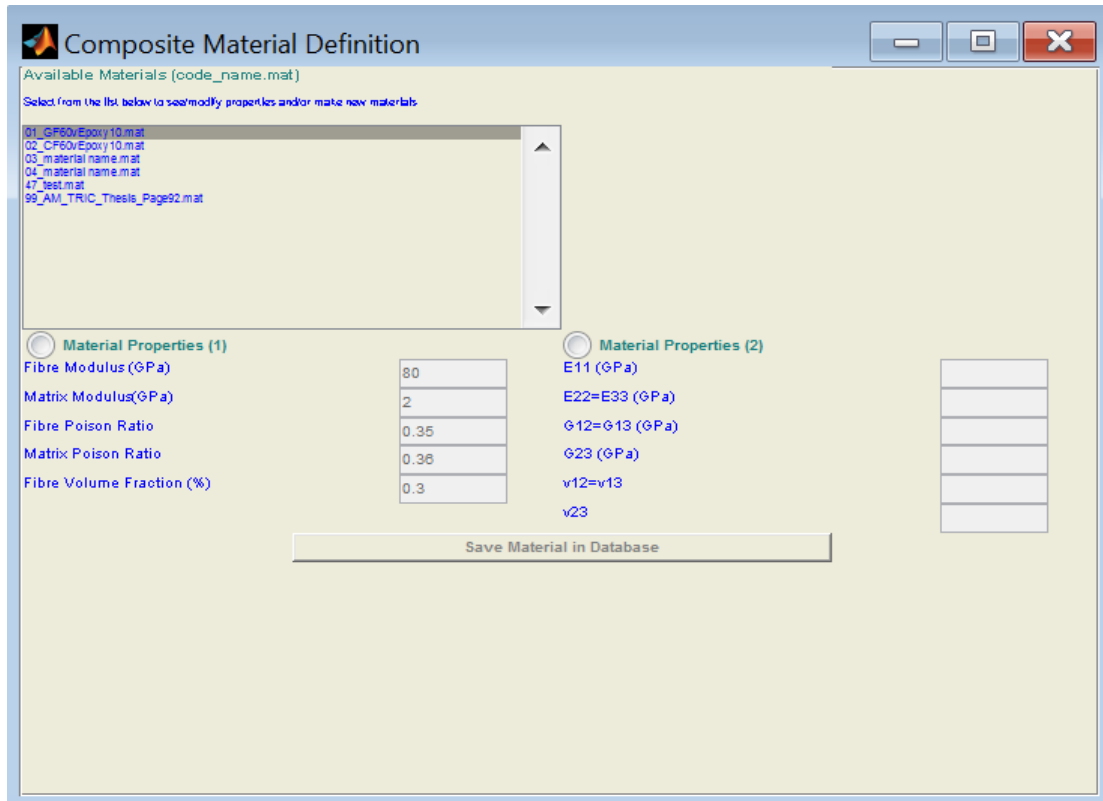 Composite Material Definition
Available Materials (code_name.mat)
Select from the list below to see/modify properties and/or make new materials
01_GF60vEpoxy10.mat
02_CF60vEpoxy10.mat
03_material name.mat
04_material name.mat
47_test.mat
99_AM_TRIC_Thesis_Page92.mat
Material Properties (1)
Fibre Modulus (GPa) 80
Matrix Modulus(GPa) 2
Fibre Poison Ratio 0.35
Matrix Poison Ratio 0.36
Fibre Volume Fraction (%) 0.3
Material Properties (2)
E11 (GPa)
E22=E33 (GPa)
G12=G13 (GPa)
G23 (GPa)
v12=v13
v23
Save Material in Database